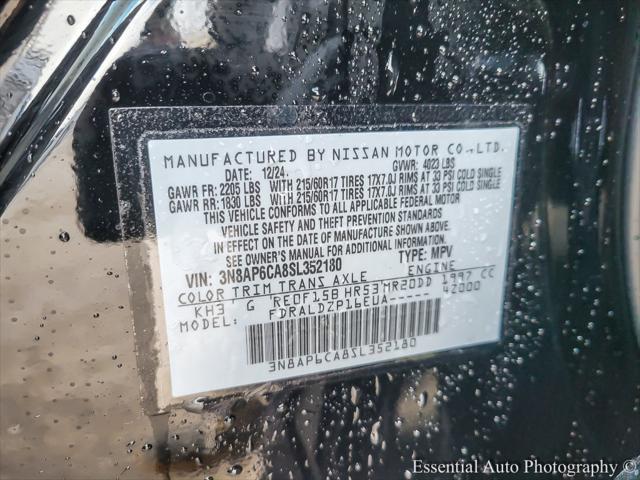 MANUFACTURED BY NISSAN MOTOR CO.,LTD.
DATE: 12/24. GVWR: 4023 LBS
GAWR FR: 2205 LBS WITH 215/60R17 TIRES 17X7.0J RIMS AT 33 PSI COLD SINGLE
GAWR RR: 1830 LBS WITH 215/60R17 TIRES 17X7.0J RIMS AT 33 PSI COLD SINGLE
THIS VEHICLE CONFORMS TO ALL APPLICABLE FEDERAL MOTOR
VEHICLE SAFETY AND THEFT PREVENTION STANDARDS
IN EFFECT ON THE DATE OF MANUFACTURE SHOWN ABOVE.
SEE OWNER'S MANUAL FOR ADDITIONAL INFORMATION.
VIN: 3N8AP6CA8SL352180 TYPE: MPV
COLOR TRIM TRANS AXLE ENGINE
KH3 G RE0F15B HR53 MR20DD 1997 CC
MODEL: FDRALDZP16EUA----- 42000
3N8AP6CA8SL352180
Essential Auto Photography ©